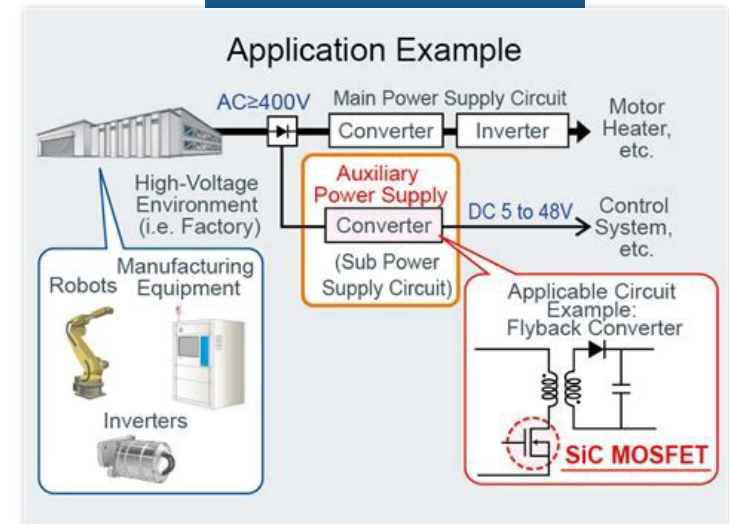 Application Example
AC≥400V
Main Power Supply Circuit
Converter
Inverter
Motor
Heater,
etc.
High-Voltage
Environment
(i.e. Factory)
Auxiliary
Power Supply
Converter
(Sub Power
Supply Circuit)
DC 5 to 48V
Control
System,
etc.
Robots
Manufacturing
Equipment
Inverters
Applicable Circuit
Example:
Flyback Converter
SiC MOSFET